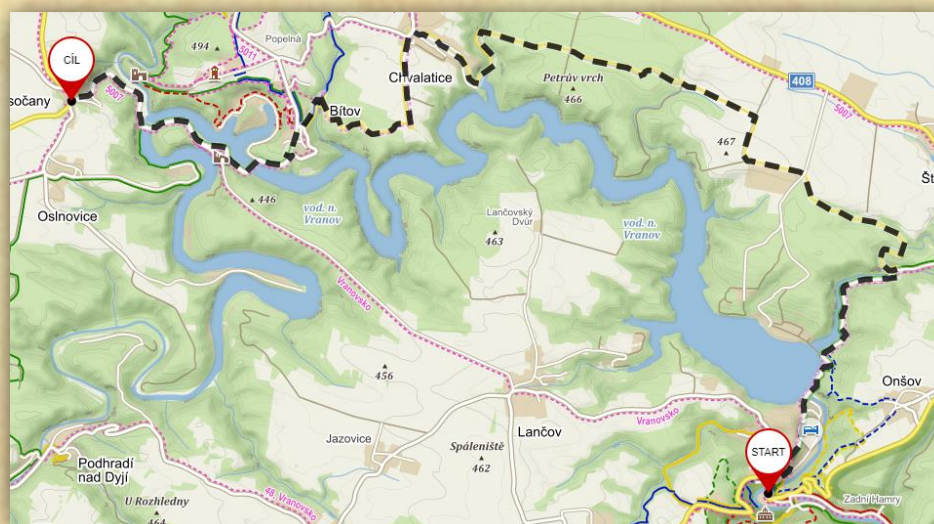 CÍL
494
Popelná
5011
5007
Chvalatice
Petrův vrch
466
408
5007
sočany
Bítov
467
Oslnovice
446
vod. n.
Vranov
Lančovský
Dvůr
463
vod. n.
Vranov
Št
Vranovsko
456
Onšov
Lančov
Vranovsko
Jazovice
Spáleniště
462
START
Podhradí
nad Dyjí
48. Vranovsko
U Rozhledny
464
Zadní Hamry